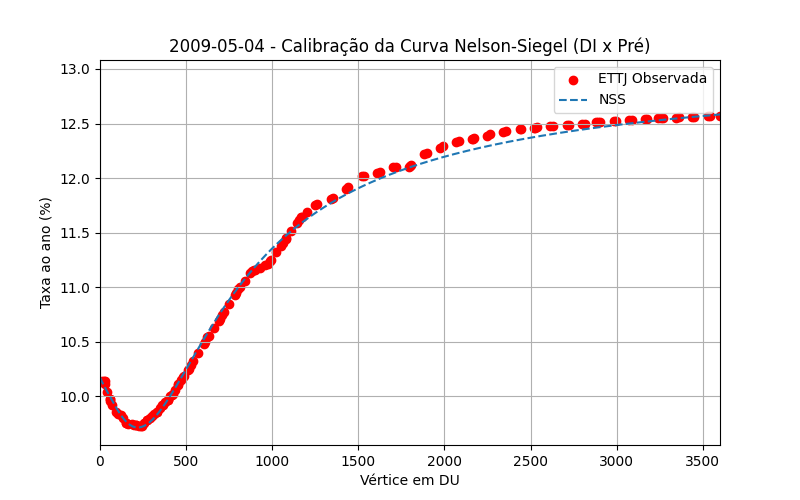 2009-05-04 - Calibração da Curva Nelson-Siegel (DI x Pré)
13.0
12.5
12.0
11.5
11.0
10.5
10.0
Taxa ao ano (%)
ETTJ Observada
NSS
0 500 1000 1500 2000 2500 3000 3500
Vértice em DU